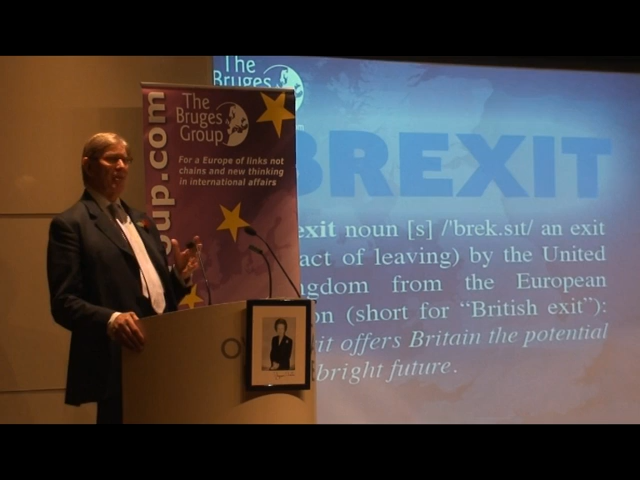 The
Bruges
oup.com
The
Bruges
Group
For a Europe of links not
chains and new thinking
in international affairs
BREXIT
exit noun [s] /'brek.sɪt/ an exit
act of leaving) by the United
ngdom from the European
on (short for “British exit”):
it offers Britain the potential
bright future.